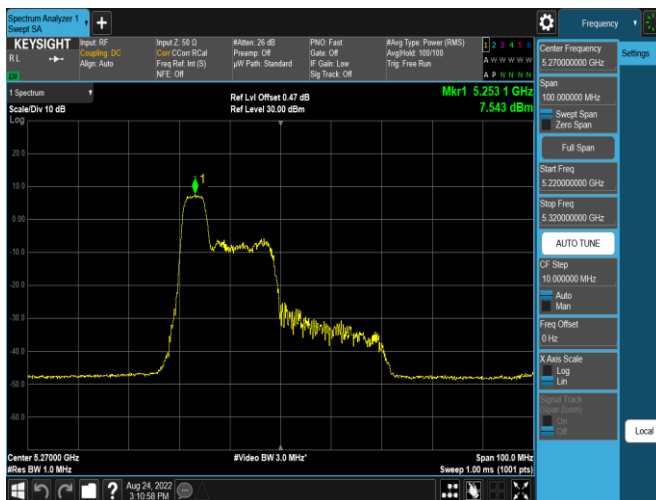 Spectrum Analyzer 1
Swept SA
+
Frequency
KEYSIGHT
Input: RF
Input Z: 50 Ω
#Atten: 26 dB
PNO: Fast
#Avg Type: Power (RMS)
1 2 3 4 5 6
RL
Coupling: DC
Corr CCorr RCal
Preamp: Off
Gate: Off
Avg|Hold: 100/100
A W W W W W
Align: Auto
Freq Ref: Int (S)
µW Path: Standard
IF Gain: Low
Trig: Free Run
NFE: Off
Sig Track: Off
A P N N N N
LXI
1 Spectrum
Ref Lvl Offset 0.47 dB
Mkr1 5.253 1 GHz
Scale/Div 10 dB
Ref Level 30.00 dBm
7.543 dBm
Log
1
20.0
10.0
0.00
-10.0
-20.0
-30.0
-40.0
-50.0
-60.0
Center 5.27000 GHz
#Video BW 3.0 MHz*
Span 100.0 MHz
#Res BW 1.0 MHz
Sweep 1.00 ms (1001 pts)
Settings
Center Frequency
5.270000000 GHz
Span
100.000000 MHz
Swept Span
Zero Span
Full Span
Start Freq
5.220000000 GHz
Stop Freq
5.320000000 GHz
AUTO TUNE
CF Step
10.000000 MHz
Auto
Man
Freq Offset
0 Hz
X Axis Scale
Log
Lin
Signal Track
(Span Zoom)
On
Off
Local
?
Aug 24, 2022
3:10:58 PM